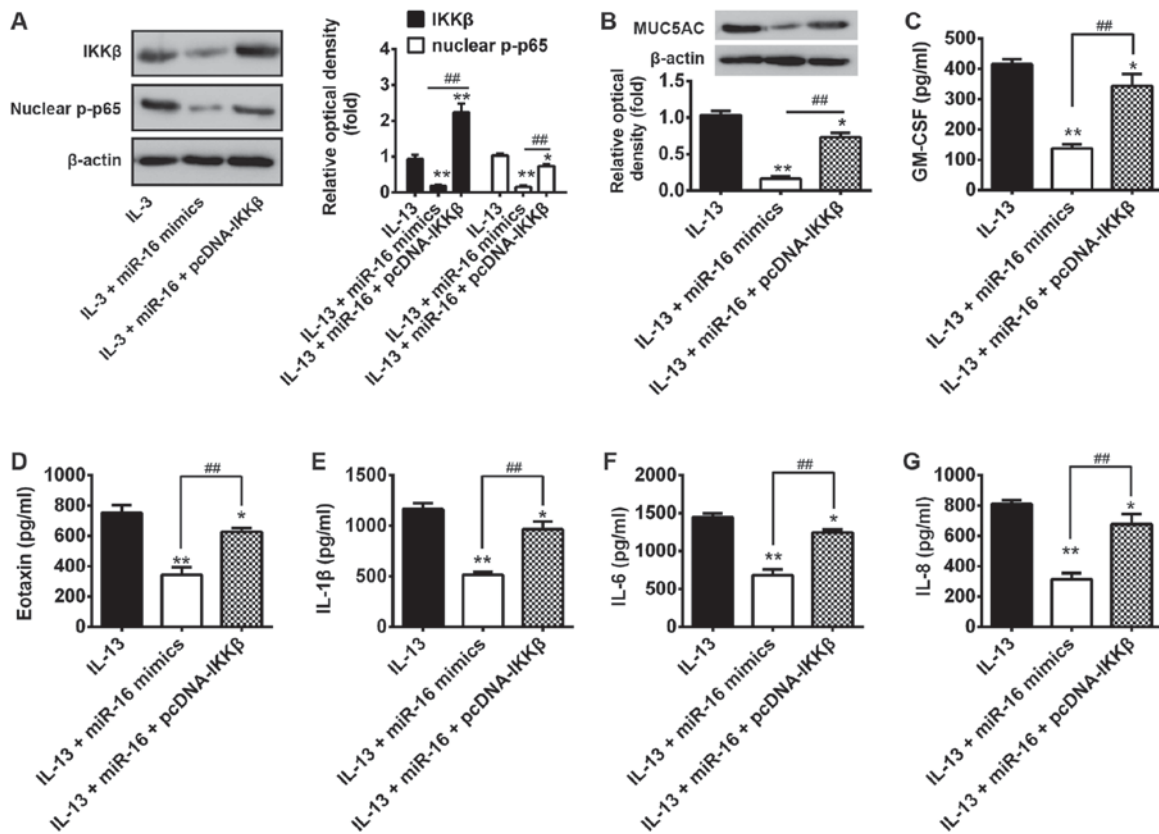 A
IKKβ
Nuclear p-p65
β-actin
IL-3
IL-3 + miR-16 mimics
IL-3 + miR-16 + pcDNA-IKKβ
IKKβ
nuclear p-p65
Relative optical density
(fold)
6
4
2
1
0
##
**
**
##
**
*
IL-13
IL-13 + miR-16 mimics
IL-13 + miR-16 + pcDNA-IKKβ
IL-13
IL-13 + miR-16 mimics
IL-13 + miR-16 + pcDNA-IKKβ
B
MUC5AC
β-actin
Relative optical
density (fold)
1.5
1.0
0.5
0.0
##
**
*
IL-13
IL-13 + miR-16 mimics
IL-13 + miR-16 + pcDNA-IKKβ
C
GM-CSF (pg/ml)
500
400
300
200
100
0
##
**
*
IL-13
IL-13 + miR-16 mimics
IL-13 + miR-16 + pcDNA-IKKβ
D
Eotaxin (pg/ml)
1000
800
600
400
200
0
##
**
*
IL-13
IL-13 + miR-16 mimics
IL-13 + miR-16 + pcDNA-IKKβ
E
IL-1β (pg/ml)
1500
1000
500
0
##
**
*
IL-13
IL-13 + miR-16 mimics
IL-13 + miR-16 + pcDNA-IKKβ
F
IL-6 (pg/ml)
2000
1500
1000
500
0
##
**
*
IL-13
IL-13 + miR-16 mimics
IL-13 + miR-16 + pcDNA-IKKβ
G
IL-8 (pg/ml)
1000
800
600
400
200
0
##
**
*
IL-13
IL-13 + miR-16 mimics
IL-13 + miR-16 + pcDNA-IKKβ